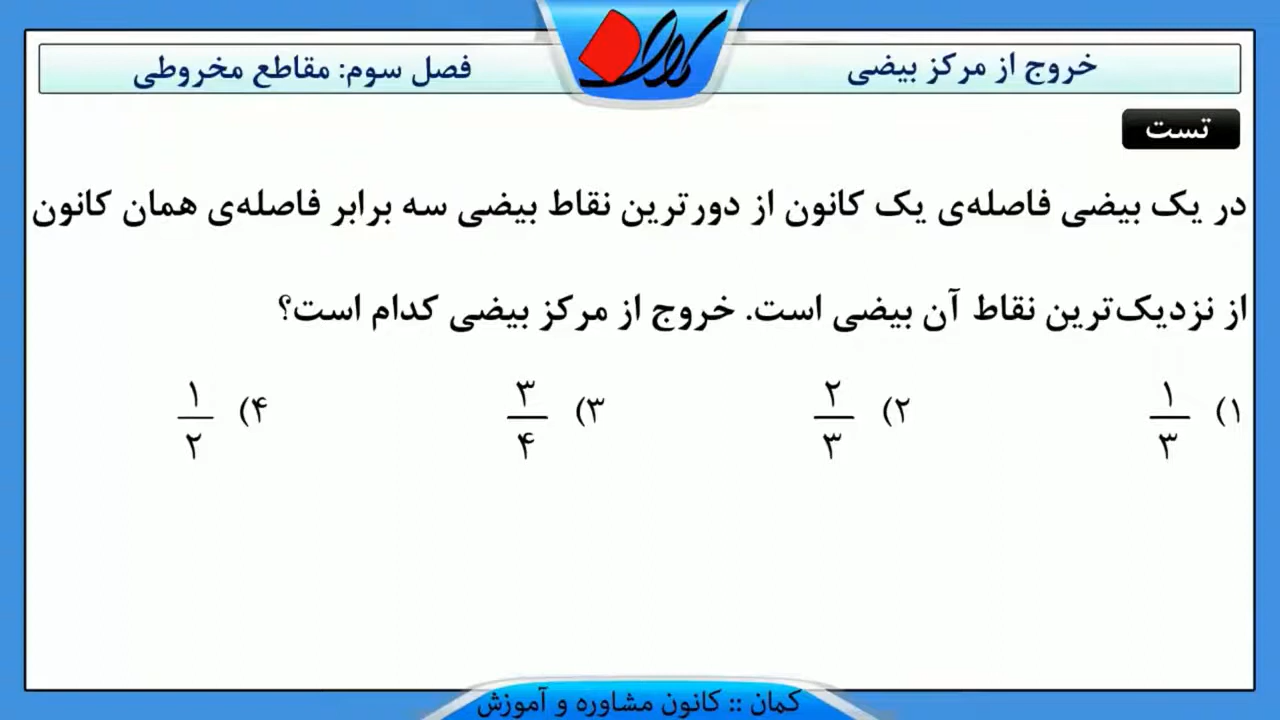 خروج از مرکز بیضی
فصل سوم: مقاطع مخروطی
کمان
تست
در یک بیضی فاصله‌ی یک کانون از دورترین نقاط بیضی سه برابر فاصله‌ی همان کانون
از نزدیک‌ترین نقاط آن بیضی است. خروج از مرکز بیضی کدام است؟
۱) ۱/۳ ۲) ۲/۳ ۳) ۳/۴ ۴) ۱/۲
کمان :: کانون مشاوره و آموزش